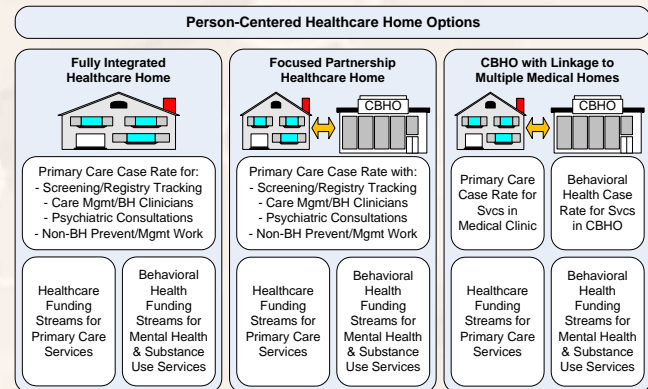 Person-Centered Healthcare Home Options
Fully Integrated
Healthcare Home
Primary Care Case Rate for:
- Screening/Registry Tracking
- Care Mgmt/BH Clinicians
- Psychiatric Consultations
- Non-BH Prevent/Mgmt Work
Healthcare
Funding
Streams for
Primary Care
Services
Behavioral
Health
Funding
Streams for
Mental Health
& Substance
Use Services
Focused Partnership
Healthcare Home
CBHO
Primary Care Case Rate with:
- Screening/Registry Tracking
- Care Mgmt/BH Clinicians
- Psychiatric Consultations
- Non-BH Prevent/Mgmt Work
Healthcare
Funding
Streams for
Primary Care
Services
Behavioral
Health
Funding
Streams for
Mental Health
& Substance
Use Services
CBHO with Linkage to
Multiple Medical Homes
CBHO
Primary Care
Case Rate for
Svcs in
Medical Clinic
Behavioral
Health Case
Rate for Svcs
in CBHO
Healthcare
Funding
Streams for
Primary Care
Services
Behavioral
Health
Funding
Streams for
Mental Health
& Substance
Use Services